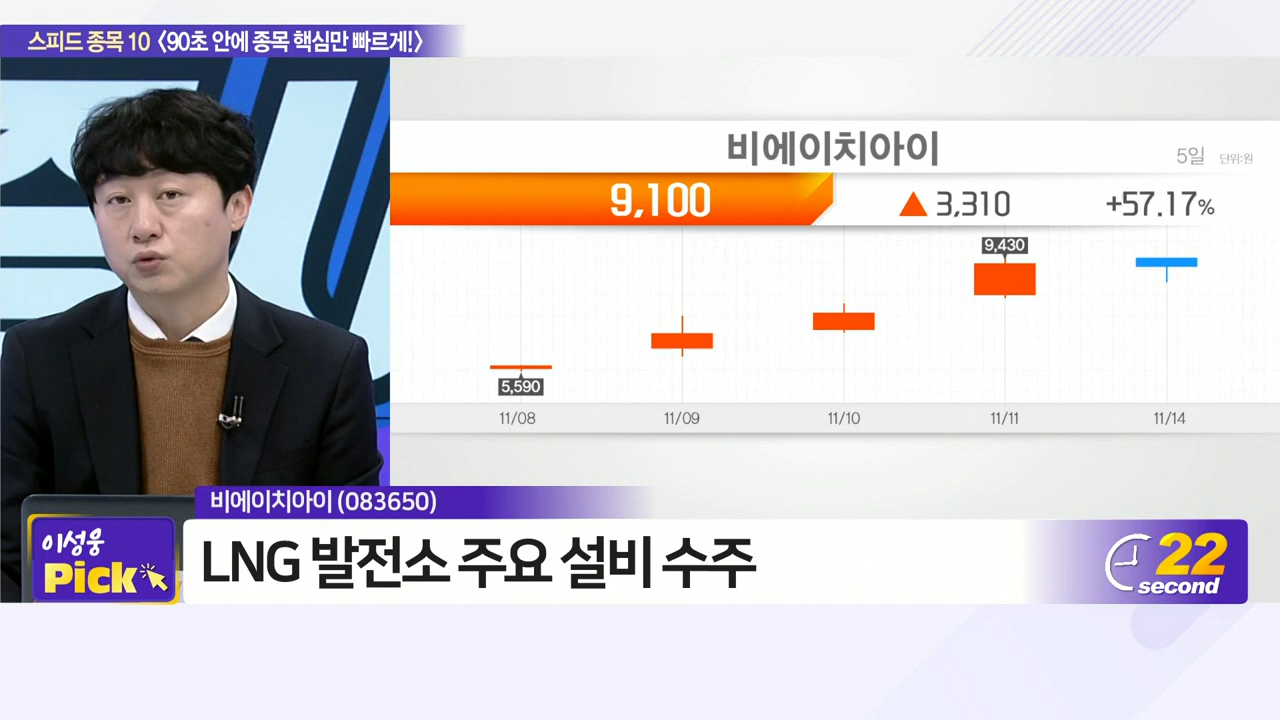 스피드 종목 10 〈90초 안에 종목 핵심만 빠르게!〉
비에이치아이
5일 단위:원
9,100 ▲ 3,310 +57.17%
9,430
5,590
11/08 11/09 11/10 11/11 11/14
비에이치아이 (083650)
이성웅
Pick
LNG 발전소 주요 설비 수주
22
second